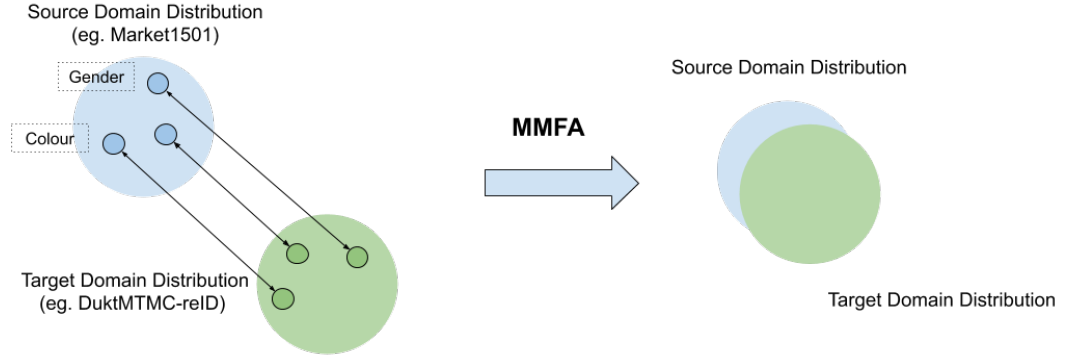 Source Domain Distribution
(eg. Market1501)
Gender
Colour
Target Domain Distribution
(eg. DuktMTMC-reID)
MMFA
Source Domain Distribution
Target Domain Distribution